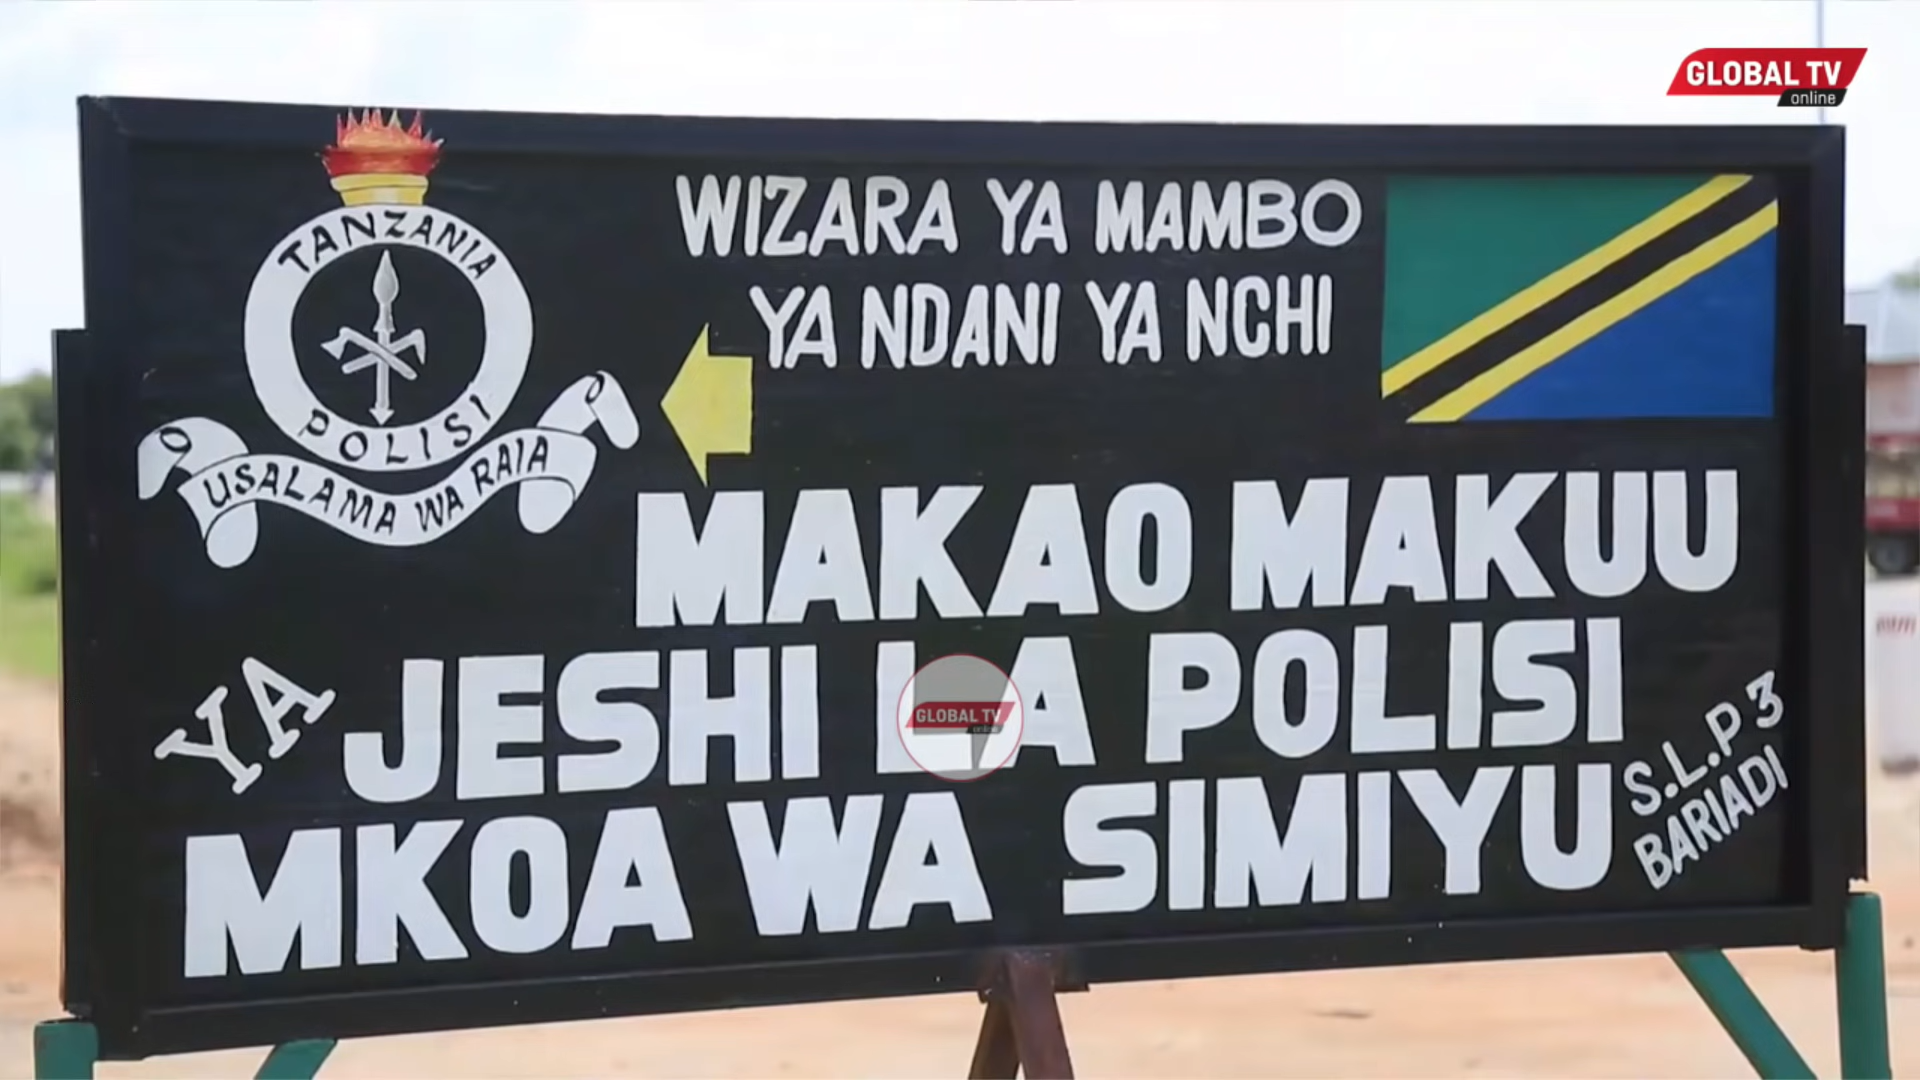 GLOBAL TV
online
TANZANIA
POLISI
USALAMA WA RAIA
WIZARA YA MAMBO
YA NDANI YA NCHI
MAKAO MAKUU
YA JESHI LA POLISI
MKOA WA SIMIYU
S.L.P 3
BARIADI
GLOBAL TV
online